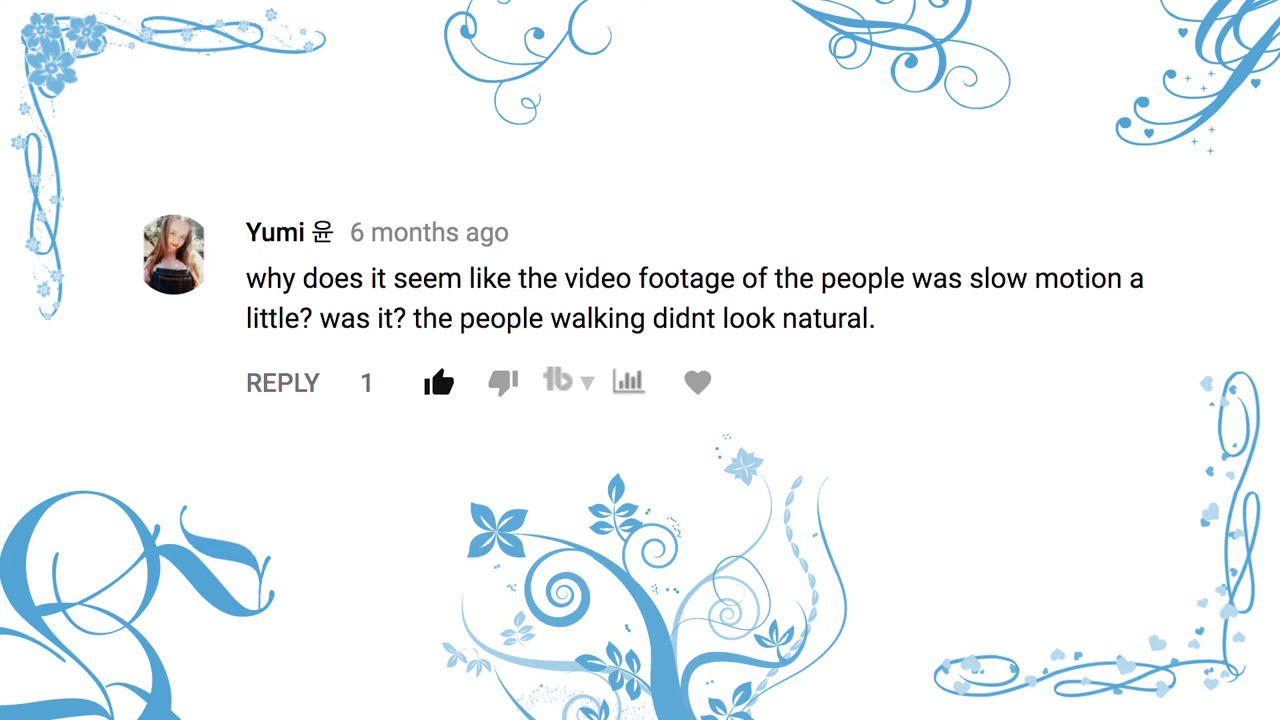 Yumi 윤 6 months ago
why does it seem like the video footage of the people was slow motion a
little? was it? the people walking didnt look natural.
REPLY 1
tb